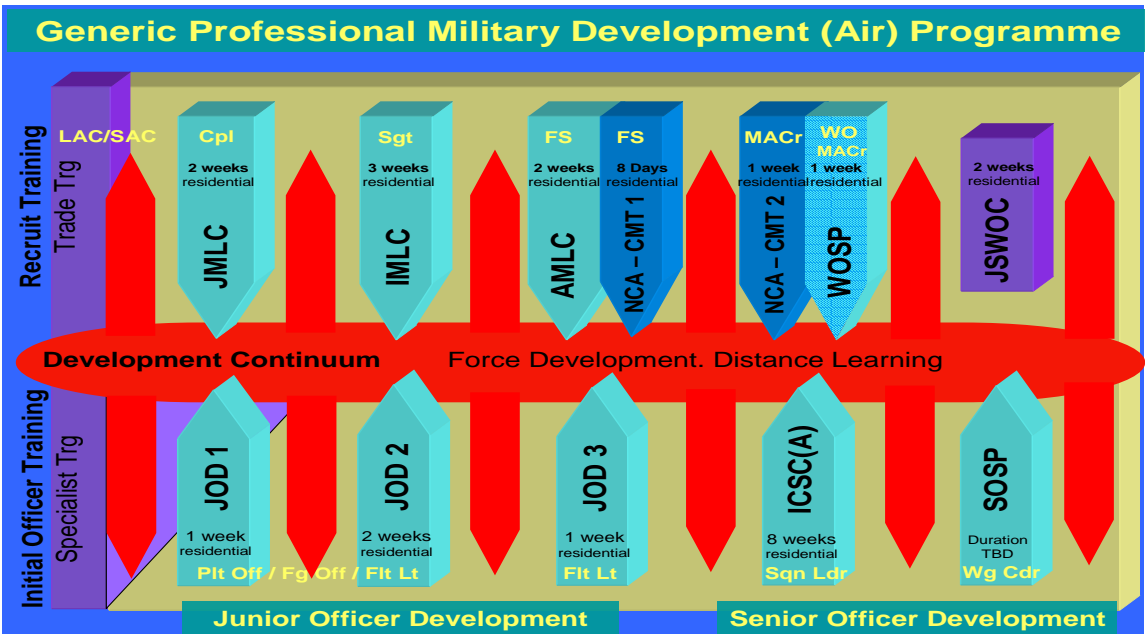 Generic Professional Military Development (Air) Programme
Recruit Training
Trade Trg
LAC/SAC
Cpl
2 weeks
residential
JMLC
Sgt
3 weeks
residential
IMLC
FS
2 weeks
residential
AMLC
FS
8 Days
residential
NCA – CMT 1
MACr
1 week
residential
NCA – CMT 2
WO
MACr
1 week
residential
WOSP
2 weeks
residential
JSWOC
Development Continuum Force Development. Distance Learning
Initial Officer Training
Specialist Trg
JOD 1
1 week
residential
JOD 2
2 weeks
residential
Plt Off / Fg Off / Flt Lt
JOD 3
1 week
residential
Flt Lt
ICSC(A)
8 weeks
residential
Sqn Ldr
SOSP
Duration
TBD
Wg Cdr
Junior Officer Development
Senior Officer Development